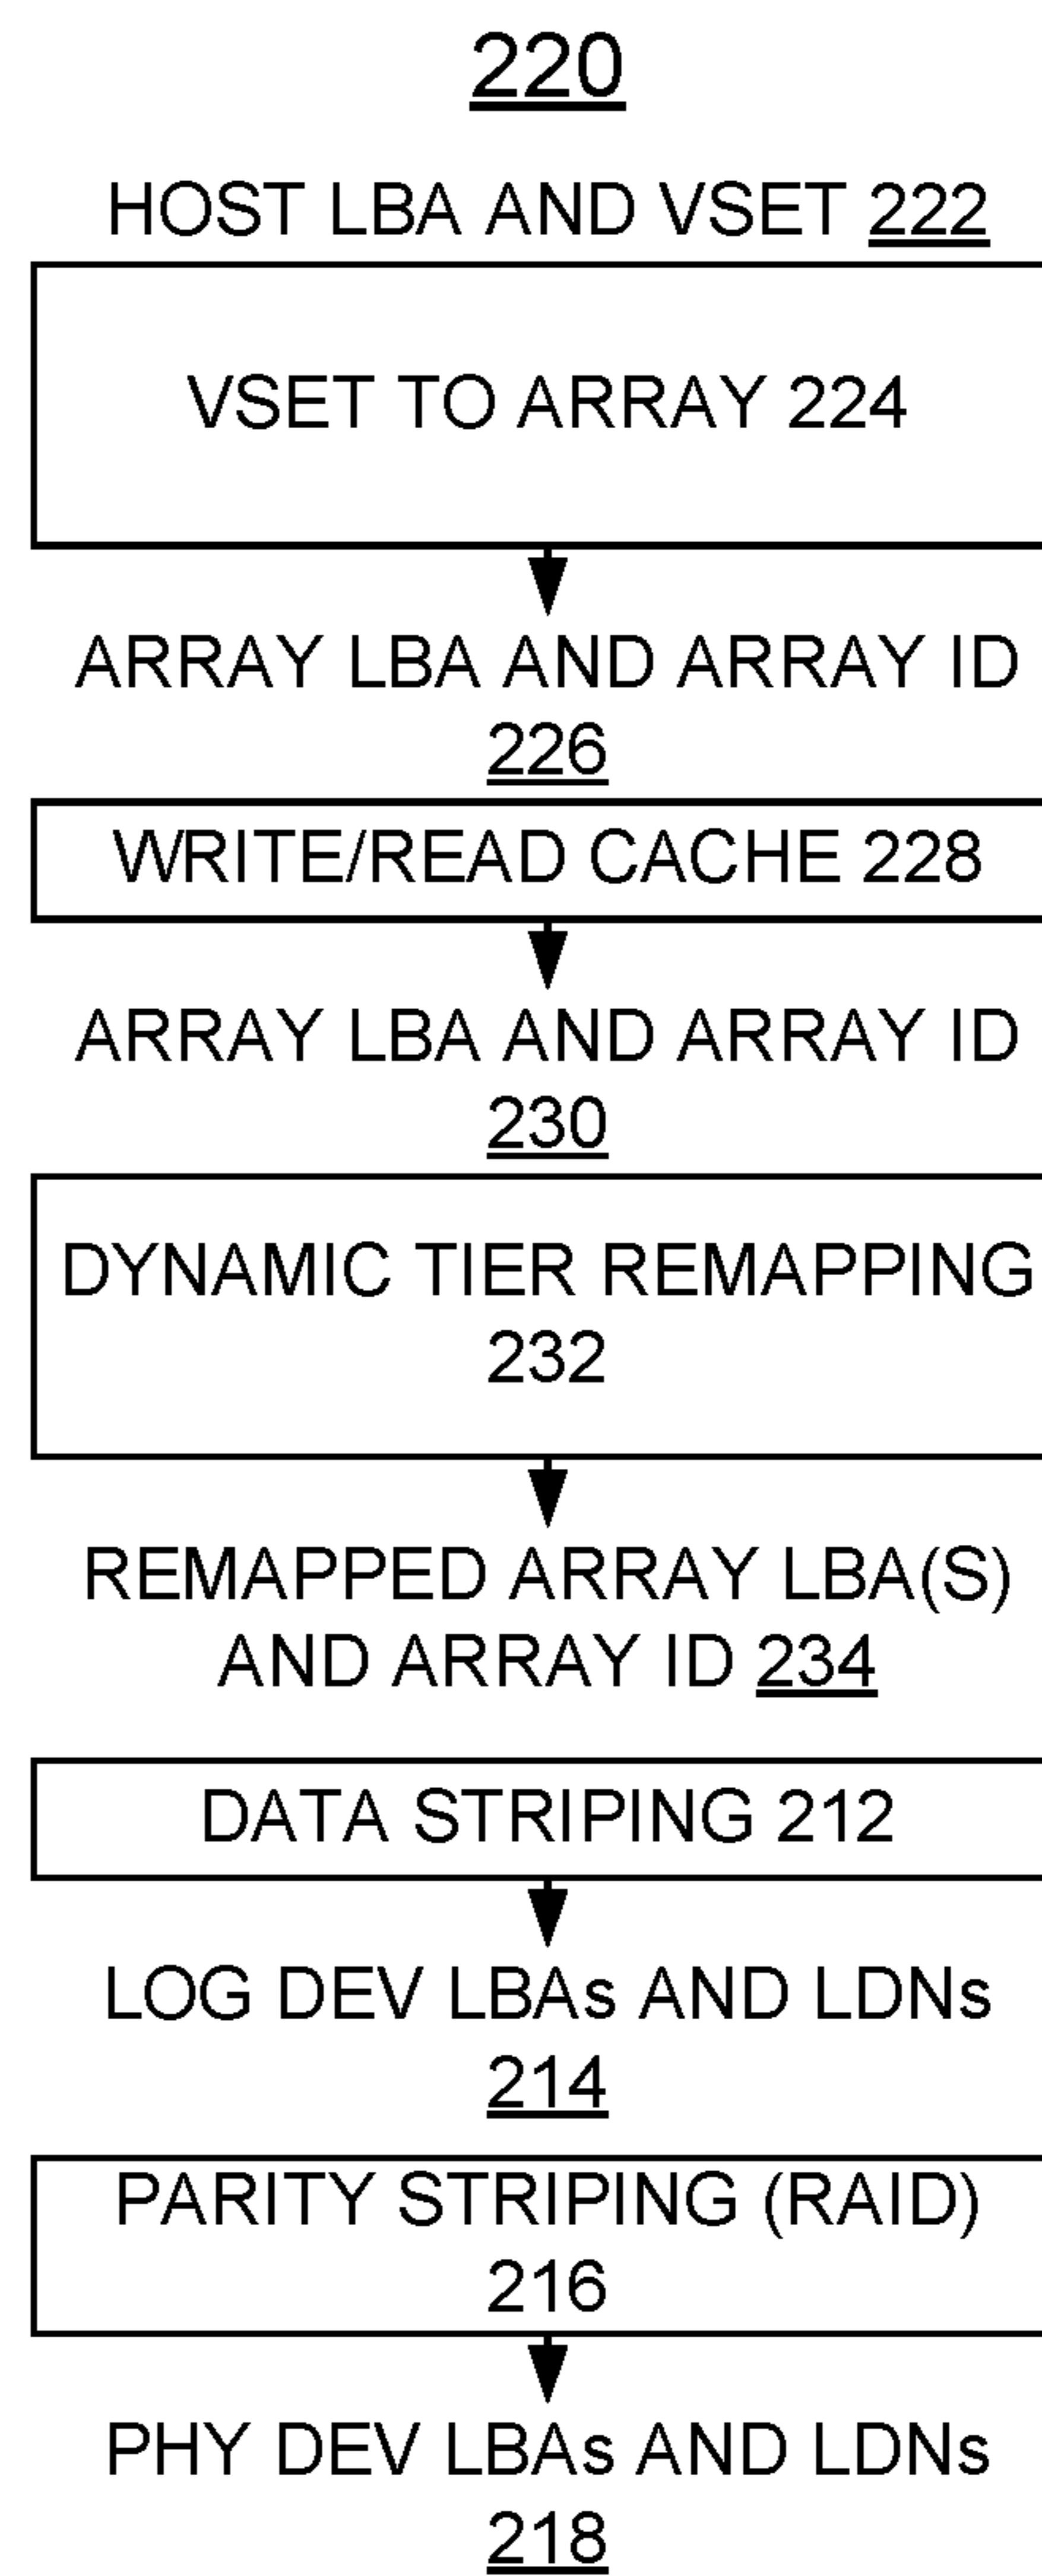 220
HOST LBA AND VSET 222
VSET TO ARRAY 224
ARRAY LBA AND ARRAY ID
226
WRITE/READ CACHE 228
ARRAY LBA AND ARRAY ID
230
DYNAMIC TIER REMAPPING
232
REMAPPED ARRAY LBA(S)
AND ARRAY ID 234
DATA STRIPING 212
LOG DEV LBAs AND LDNs
214
PARITY STRIPING (RAID)
216
PHY DEV LBAs AND LDNs
218